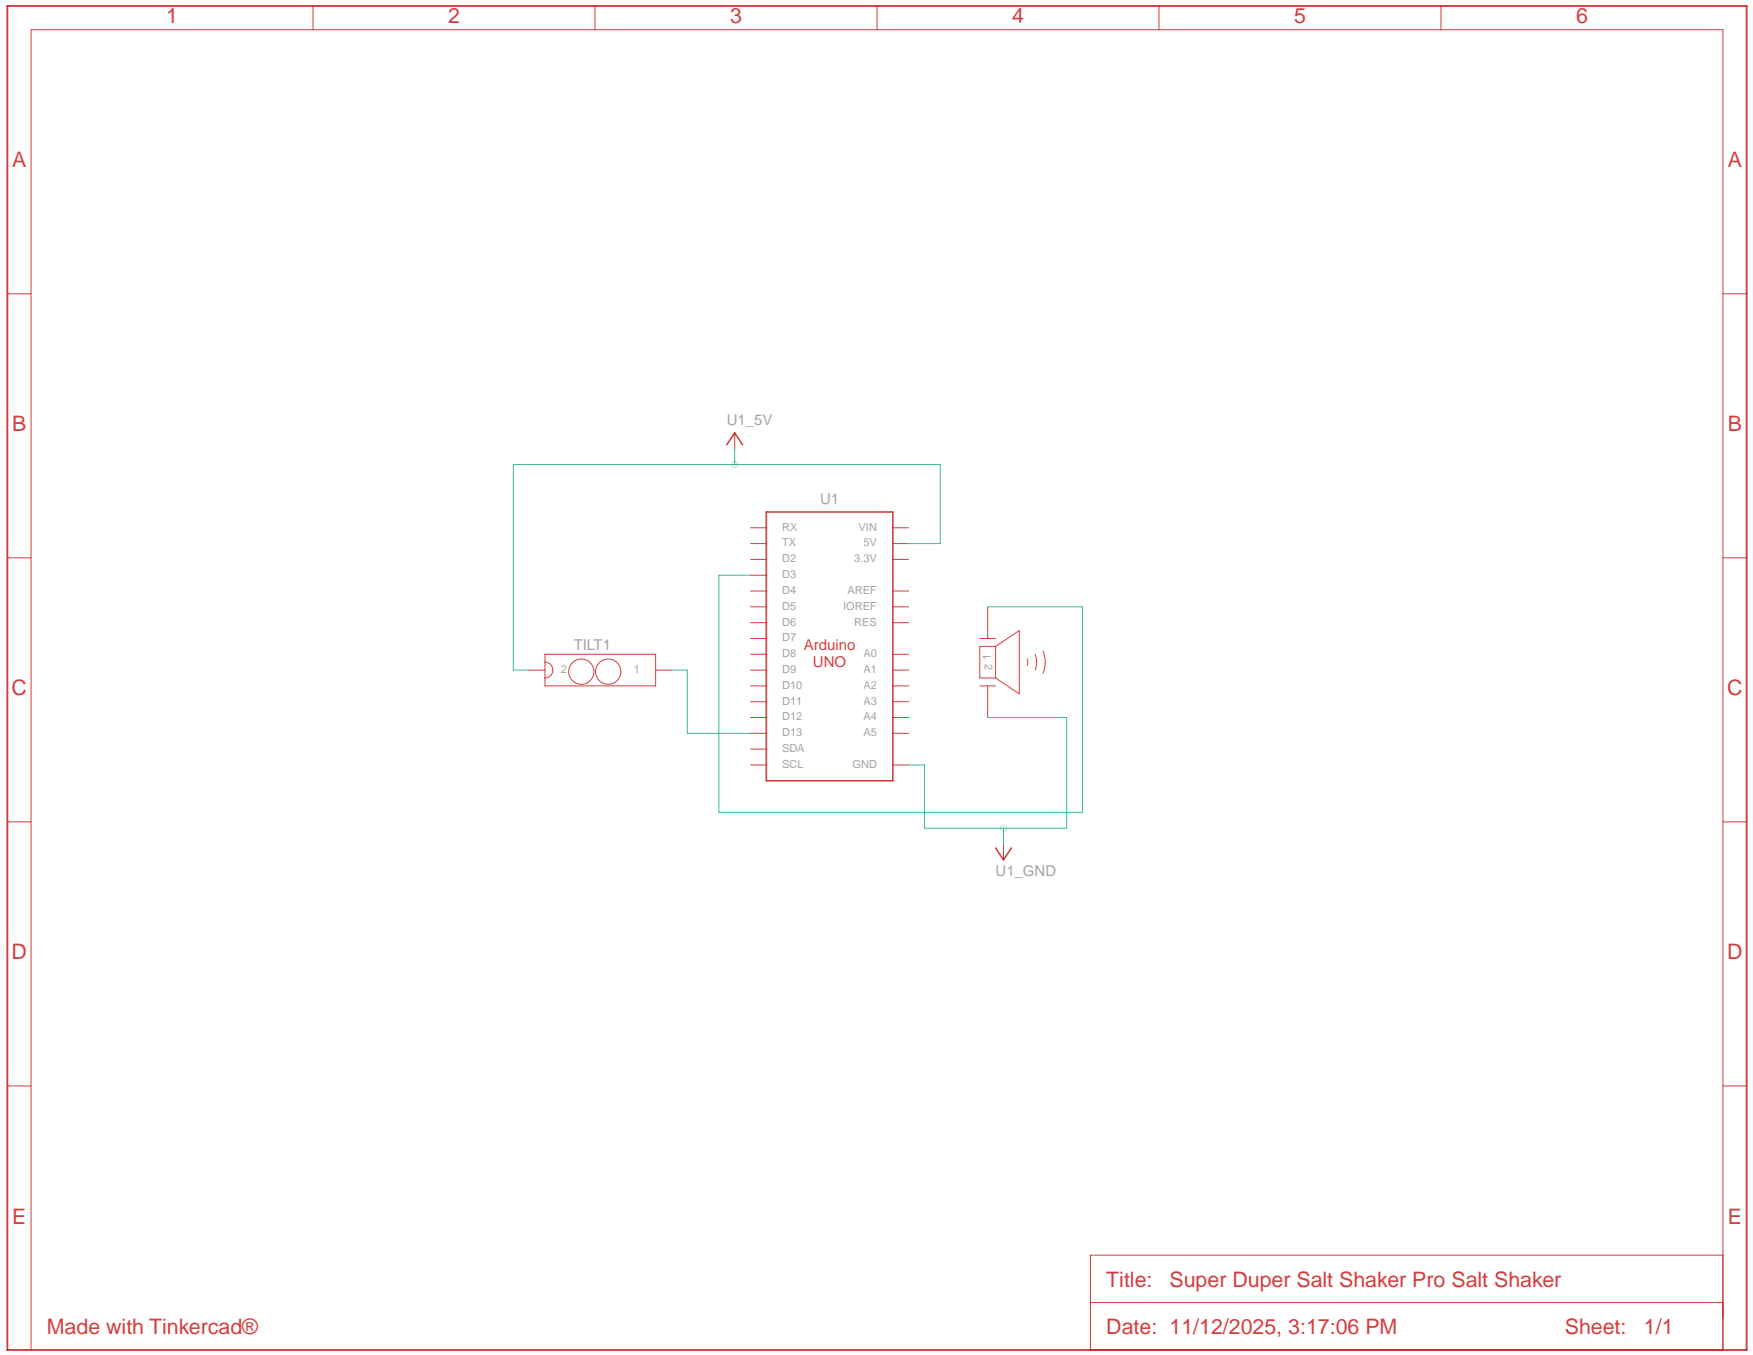 1 2 3 4 5 6
A A
B B
U1_5V
U1
RX VIN
TX 5V
D2 3.3V
D3
D4 AREF
D5 IOREF
D6 RES
D7
Arduino
UNO
D8 A0
D9 A1
D10 A2
D11 A3
D12 A4
D13 A5
SDA
SCL GND
TILT1
2 1
1
2
C C
U1_GND
D D
E E
Title: Super Duper Salt Shaker Pro Salt Shaker
Made with Tinkercad®
Date: 11/12/2025, 3:17:06 PM Sheet: 1/1